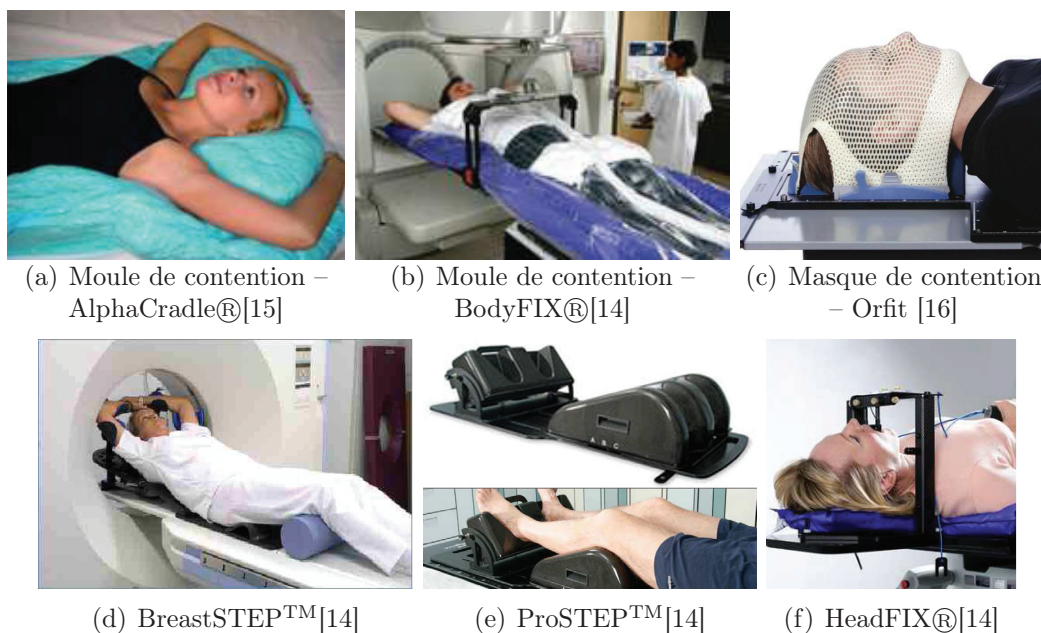 (a) Moule de contention –
AlphaCradle®[15]
(b) Moule de contention –
BodyFIX®[14]
(c) Masque de contention
– Orfit [16]
A B C
(d) BreastSTEP™[14]
(e) ProSTEP™[14]
(f) HeadFIX®[14]